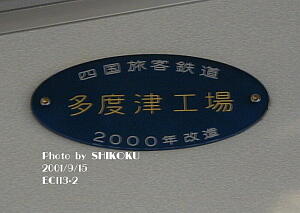 四国旅客鉄道
多度津工場
2000年改造
Photo by SHIKOKU
2001/9/15
EC113-2